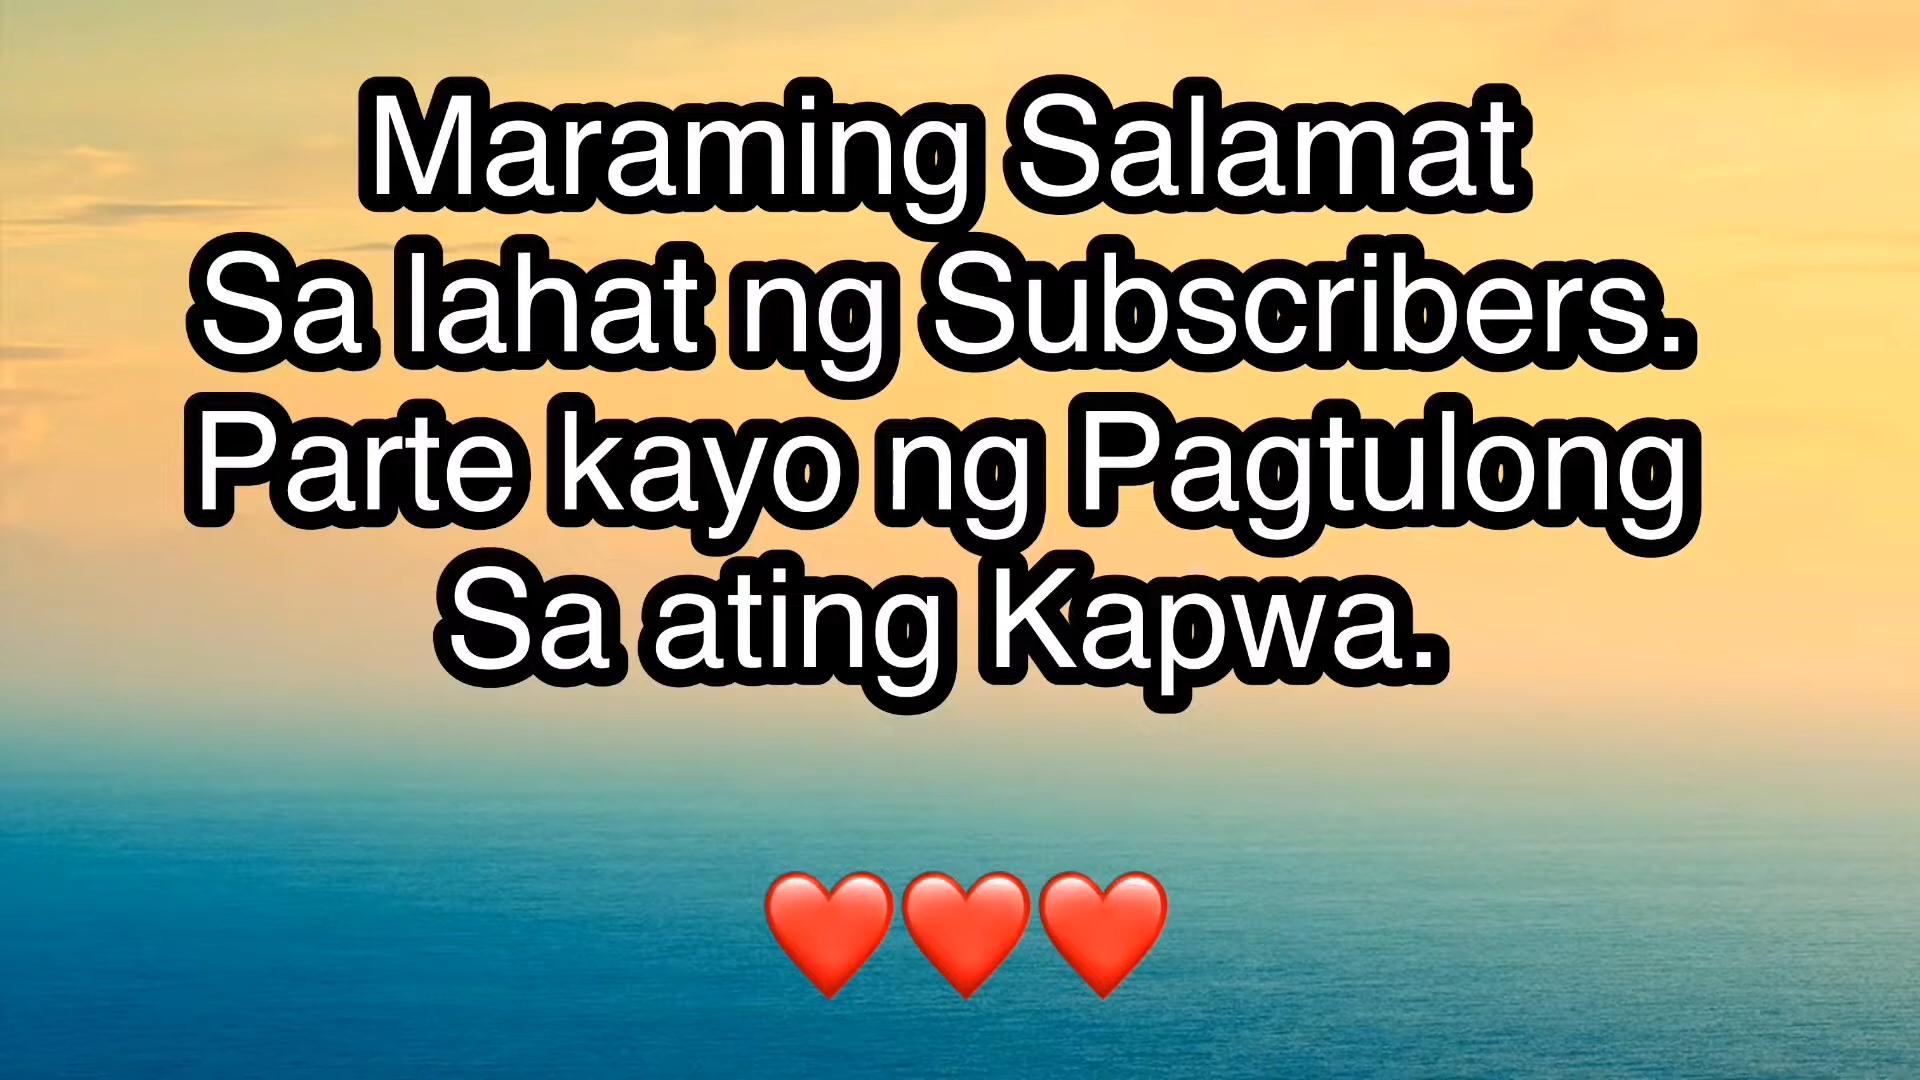 Maraming Salamat
Sa lahat ng Subscribers.
Parte kayo ng Pagtulong
Sa ating Kapwa.
❤️❤️❤️